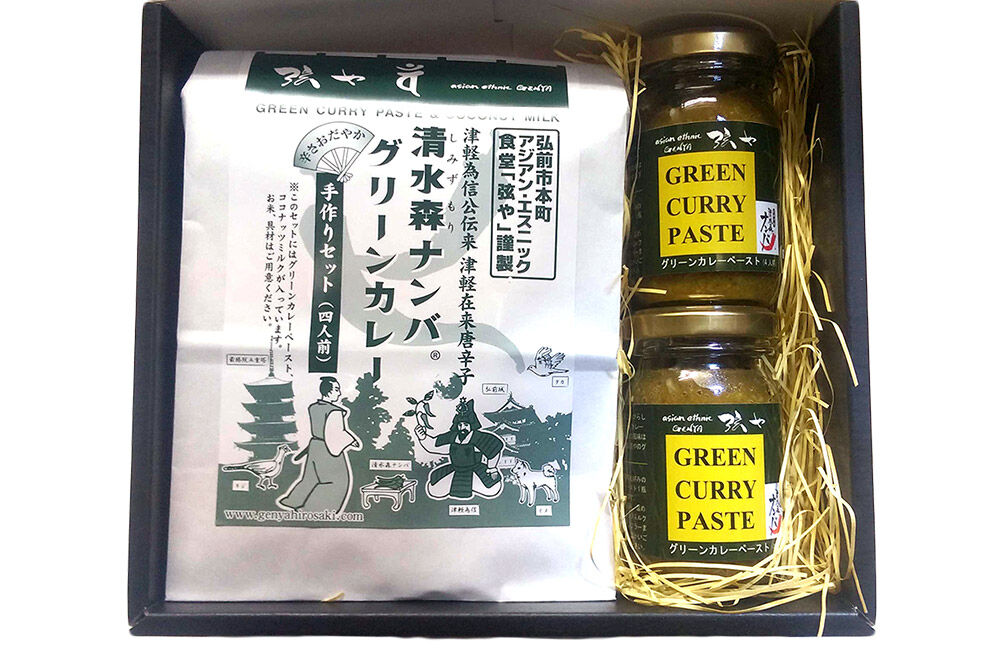 弦や
asian ethnic GENYA
GREEN CURRY PASTE & COCONUT MILK
弘前市本町
アジアン・エスニック
食堂「弦や」謹製
津軽為信公伝来 津軽在来唐辛子
しみずもり
清水森ナンバ®
グリーンカレー
辛さおだやか
手作りセット(四人前)
※このセットにはグリーンカレーペースト、
ココナッツミルクが入っています。
お米、具材はご用意ください。
最勝院五重塔
キジ
清水森ナンバ
津軽為信
弘前城
タカ
イヌ
www.genyahirosaki.com
asian ethnic GENYA 弦や
GREEN
CURRY
PASTE
グリーンカレーペースト(4人前
asian ethnic GENYA 弦や
GREEN
CURRY
PASTE
グリーンカレーペースト